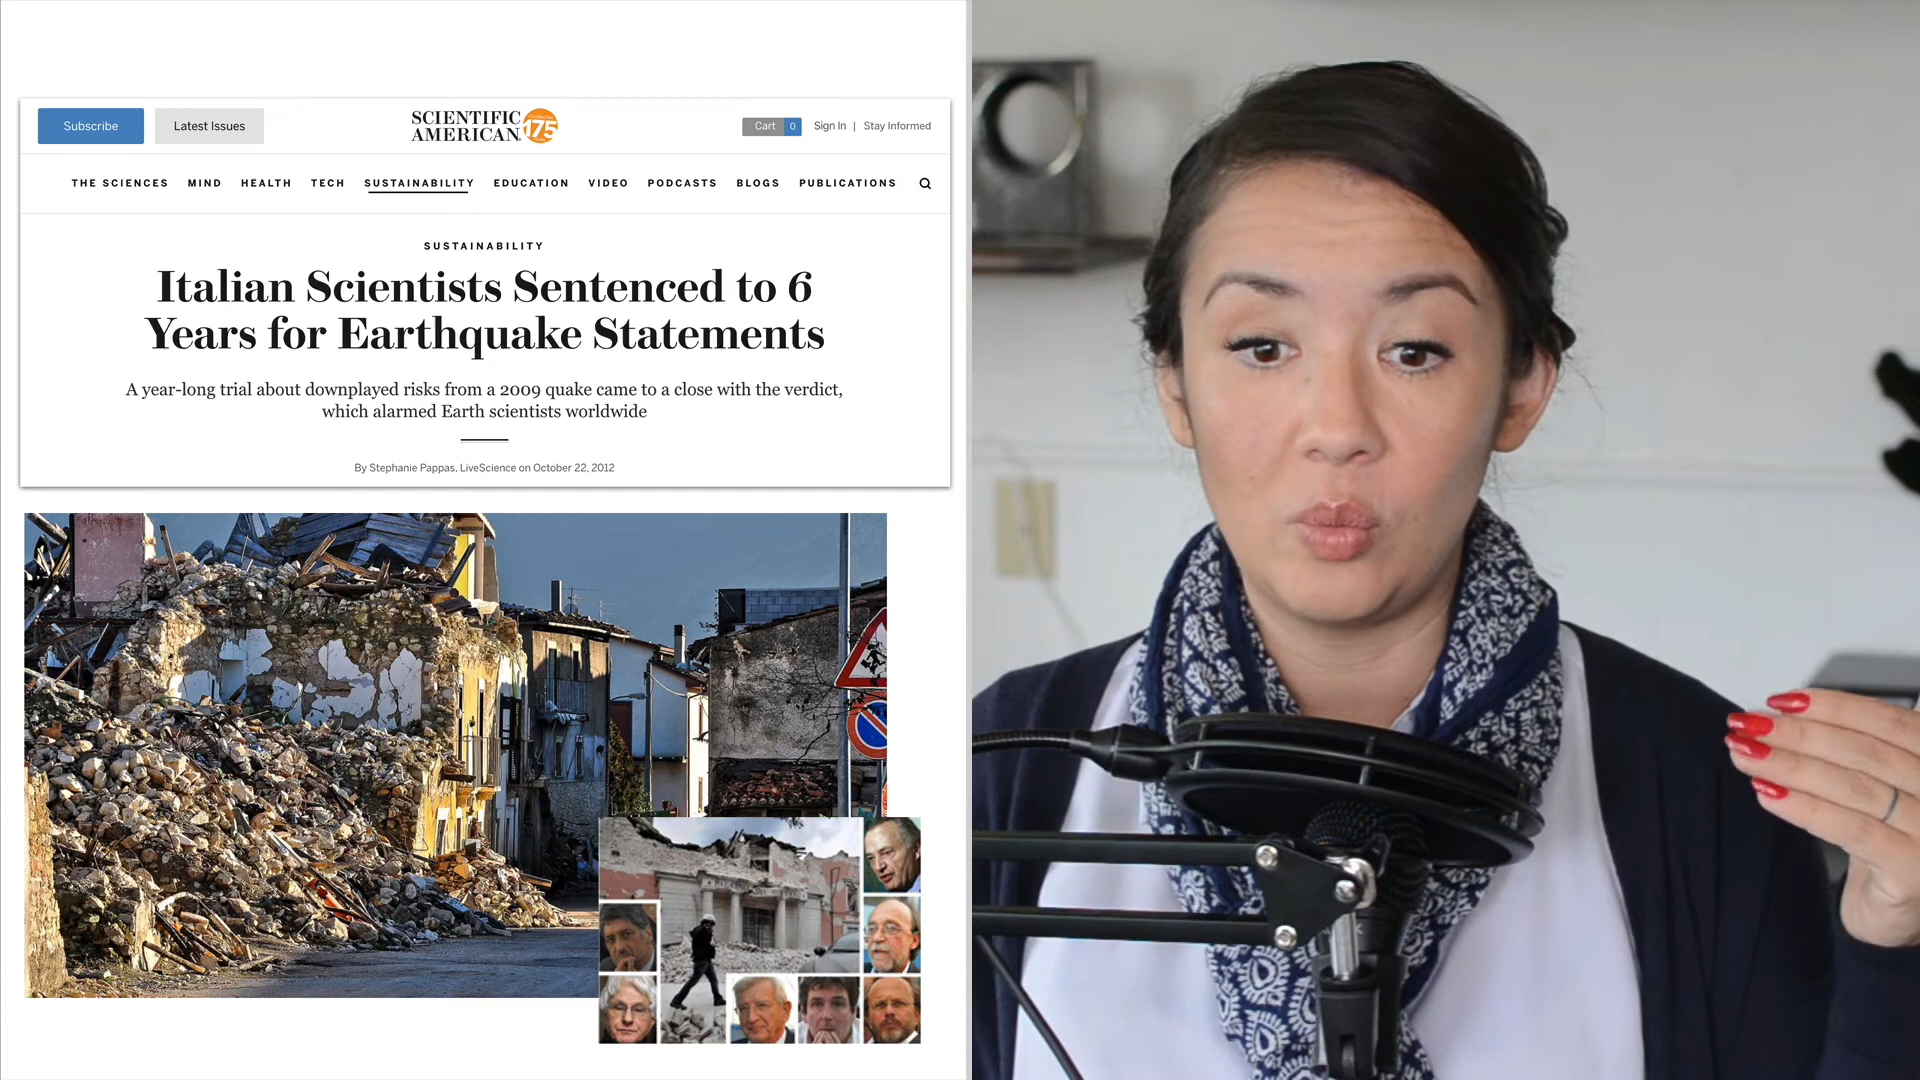 Subscribe
Latest Issues
SCIENTIFIC
AMERICAN
175
Cart 0
Sign In | Stay Informed
THE SCIENCES MIND HEALTH TECH SUSTAINABILITY EDUCATION VIDEO PODCASTS BLOGS PUBLICATIONS
SUSTAINABILITY
Italian Scientists Sentenced to 6
Years for Earthquake Statements
A year-long trial about downplayed risks from a 2009 quake came to a close with the verdict,
which alarmed Earth scientists worldwide
By Stephanie Pappas, LiveScience on October 22, 2012